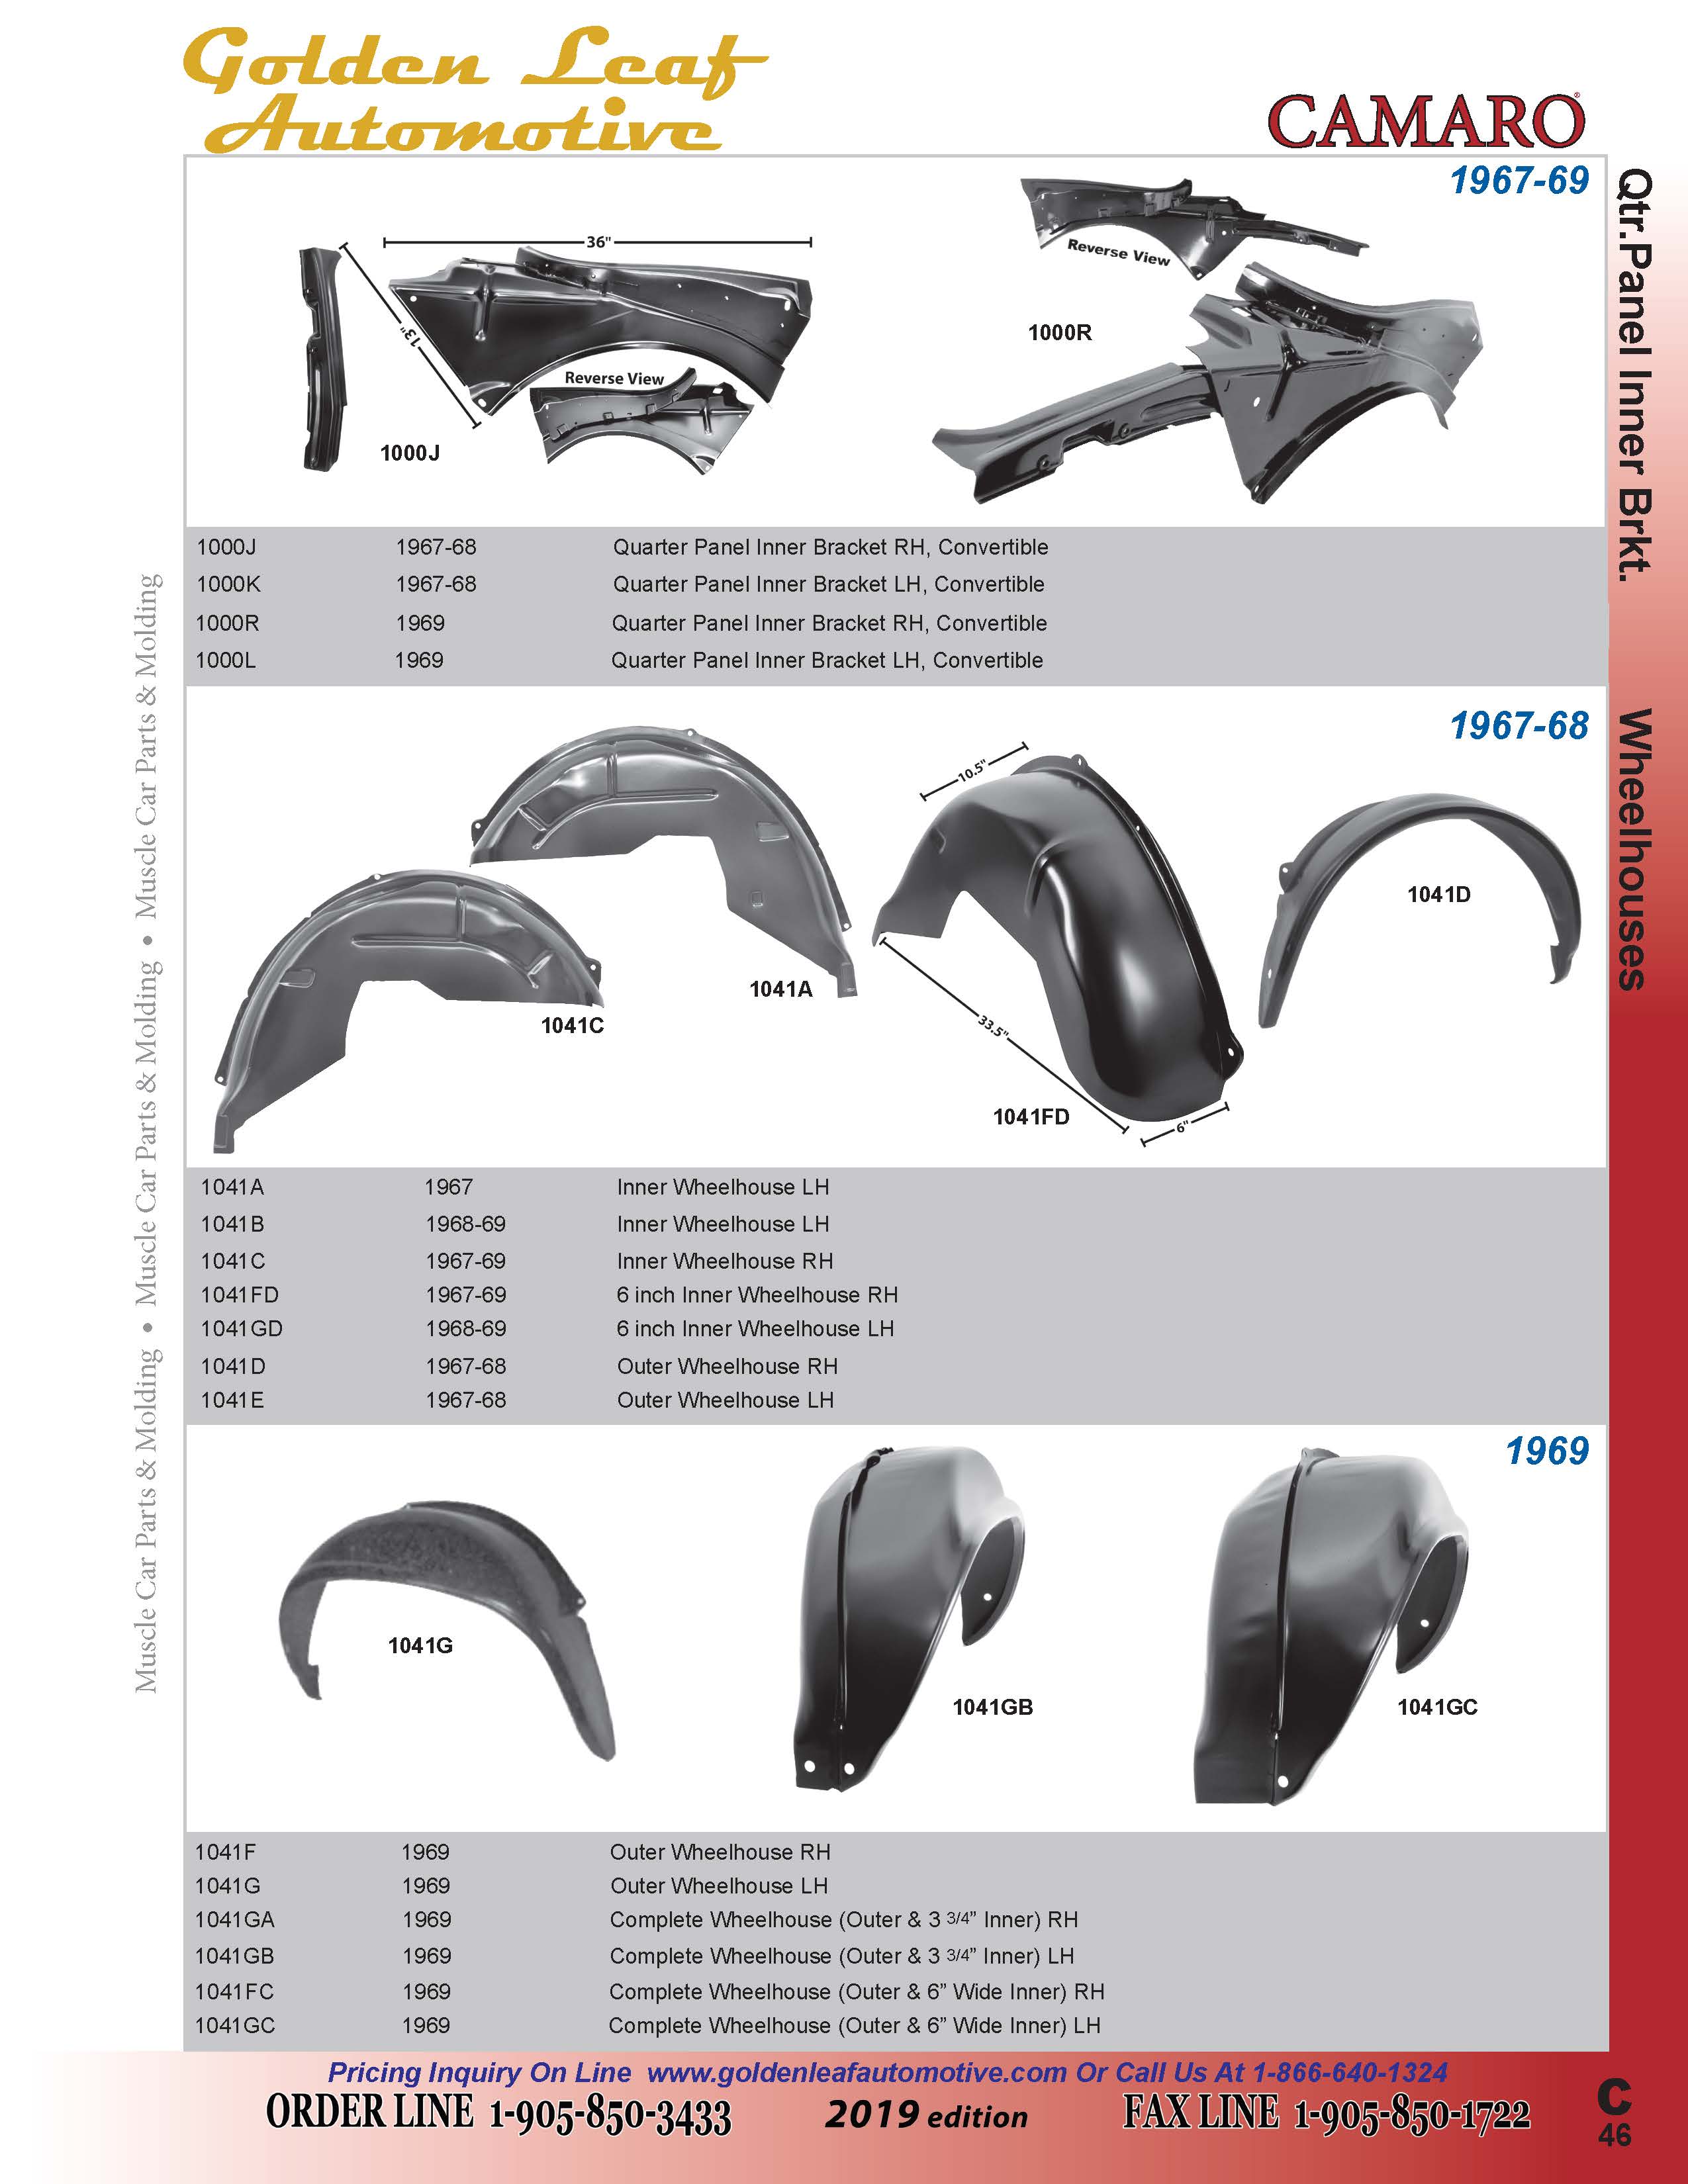 Golden Leaf
Automotive
CAMARO®
1967-69
Qtr.Panel Inner Brkt.
36"
13"
Reverse View
1000J
Reverse View
1000R
1000J 1967-68 Quarter Panel Inner Bracket RH, Convertible
1000K 1967-68 Quarter Panel Inner Bracket LH, Convertible
1000R 1969 Quarter Panel Inner Bracket RH, Convertible
1000L 1969 Quarter Panel Inner Bracket LH, Convertible
1967-68
Wheelhouses
10.5"
1041D
1041A
1041C
33.5"
1041FD
6"
1041A 1967 Inner Wheelhouse LH
1041B 1968-69 Inner Wheelhouse LH
1041C 1967-69 Inner Wheelhouse RH
1041FD 1967-69 6 inch Inner Wheelhouse RH
1041GD 1968-69 6 inch Inner Wheelhouse LH
1041D 1967-68 Outer Wheelhouse RH
1041E 1967-68 Outer Wheelhouse LH
1969
1041G
1041GB
1041GC
1041F 1969 Outer Wheelhouse RH
1041G 1969 Outer Wheelhouse LH
1041GA 1969 Complete Wheelhouse (Outer & 3 3/4” Inner) RH
1041GB 1969 Complete Wheelhouse (Outer & 3 3/4” Inner) LH
1041FC 1969 Complete Wheelhouse (Outer & 6” Wide Inner) RH
1041GC 1969 Complete Wheelhouse (Outer & 6” Wide Inner) LH
Muscle Car Parts & Molding • Muscle Car Parts & Molding • Muscle Car Parts & Molding
Pricing Inquiry On Line www.goldenleafautomotive.com Or Call Us At 1-866-640-1324
ORDER LINE 1-905-850-3433 2019 edition FAX LINE 1-905-850-1722
C
46